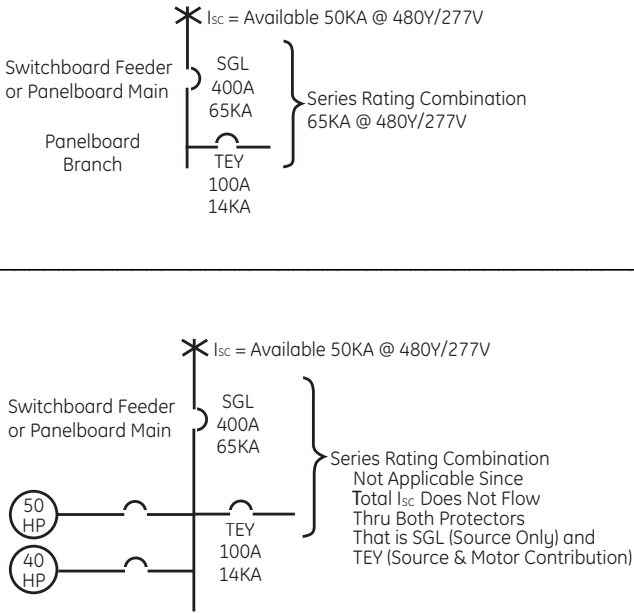 Isc = Available 50KA @ 480Y/277V
Switchboard Feeder
or Panelboard Main
SGL
400A
65KA
Series Rating Combination
65KA @ 480Y/277V
Panelboard
Branch
TEY
100A
14KA
Isc = Available 50KA @ 480Y/277V
Switchboard Feeder
or Panelboard Main
SGL
400A
65KA
Series Rating Combination
Not Applicable Since
Total Isc Does Not Flow
Thru Both Protectors
That is SGL (Source Only) and
TEY (Source & Motor Contribution)
50
HP
TEY
100A
14KA
40
HP